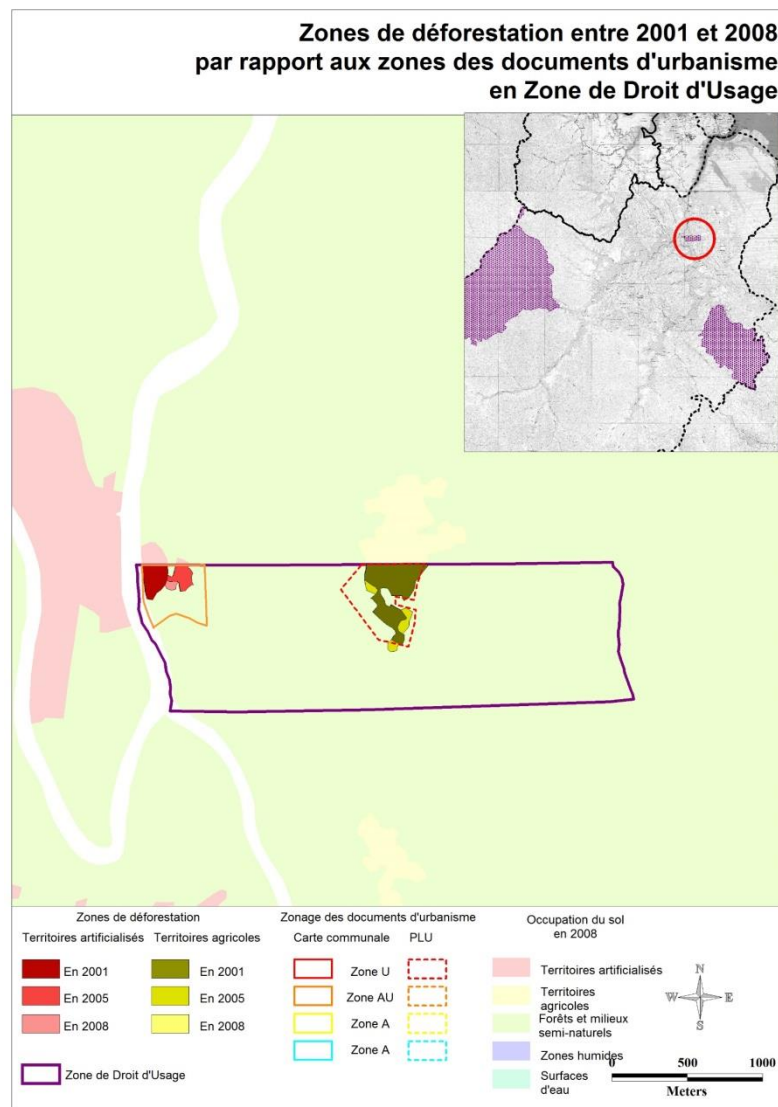 Zones de déforestation entre 2001 et 2008
par rapport aux zones des documents d'urbanisme
en Zone de Droit d'Usage
Zones de déforestation
Territoires artificialisés
Territoires agricoles
En 2001
En 2001
En 2005
En 2005
En 2008
En 2008
Zone de Droit d'Usage
Zonage des documents d'urbanisme
Carte communale
PLU
Zone U
Zone AU
Zone A
Zone A
Occupation du sol
en 2008
Territoires artificialisés
Territoires
agricoles
Forêts et milieux
semi-naturels
Zones humides
Surfaces
d'eau
N
W
E
S
0 500 1000
Meters